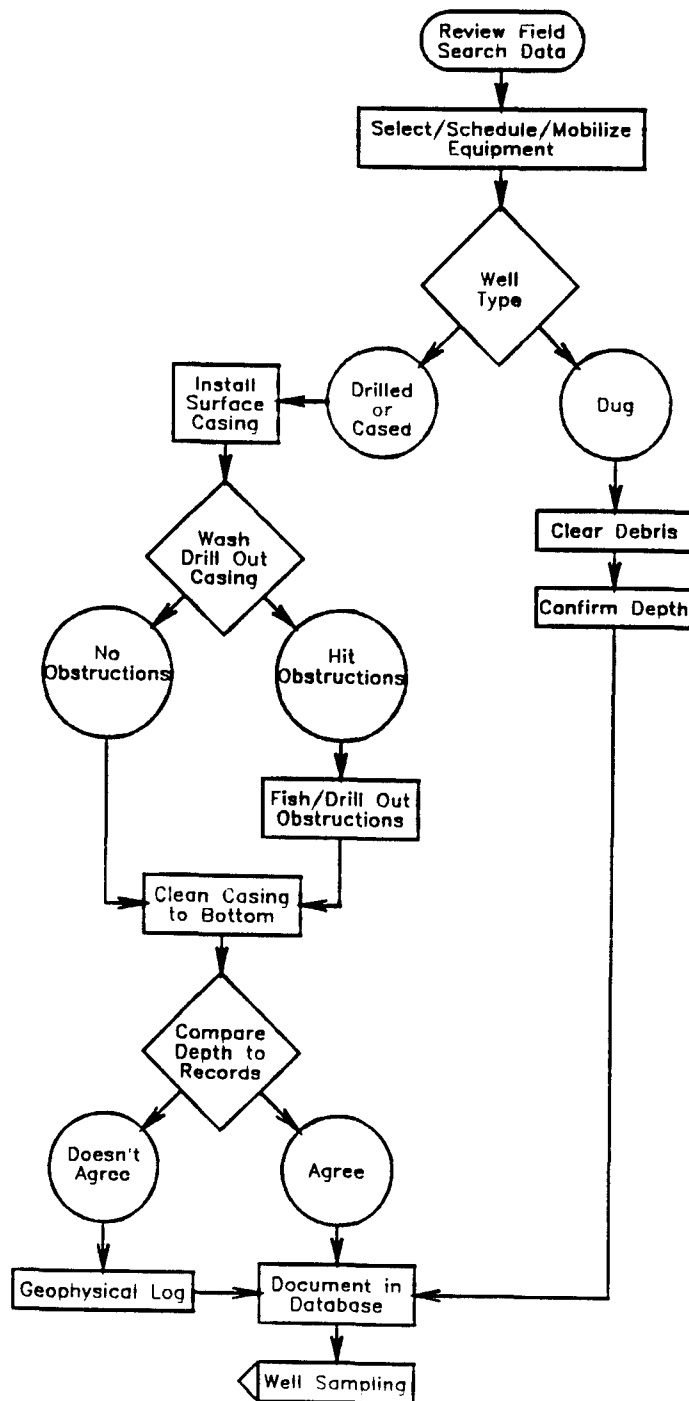 Review Field
Search Data
Select/Schedule/Mobilize
Equipment
Well
Type
Install
Surface
Casing
Drilled
or
Cased
Dug
Wash
Drill Out
Casing
Clear Debris
Confirm Depth
No
Obstructions
Hit
Obstructions
Fish/Drill Out
Obstructions
Clean Casing
to Bottom
Compare
Depth to
Records
Doesn't
Agree
Agree
Geophysical Log
Document in
Database
Well Sampling